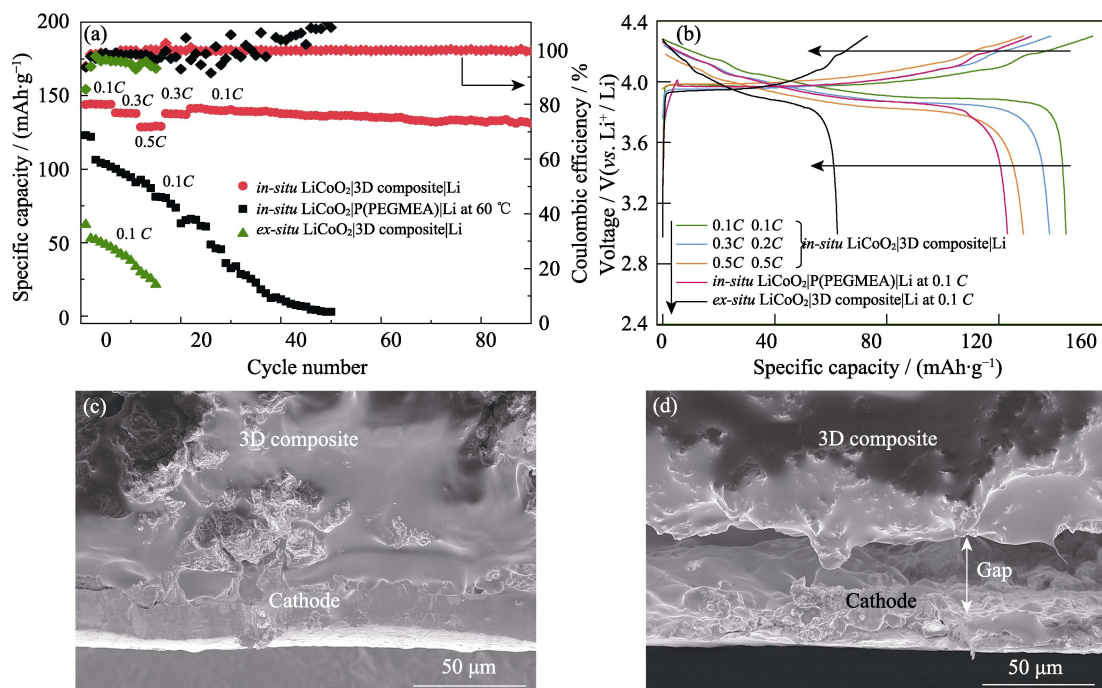 (a)
200
150
100
50
0
Specific capacity / (mAh·g⁻¹)
0.1C
0.3C
0.5C
0.3C
0.1C
0.1C
0.1 C
in-situ LiCoO₂|3D composite|Li
in-situ LiCoO₂|P(PEGMEA)|Li at 60 ℃
ex-situ LiCoO₂|3D composite|Li
100
80
60
40
20
0
Coulombic efficiency / %
0
20
40
60
80
Cycle number
(b)
4.4
4.0
3.6
3.2
2.8
2.4
Voltage / V(vs. Li⁺ / Li)
0.1C 0.1C
0.3C 0.2C
0.5C 0.5C
in-situ LiCoO₂|3D composite|Li
in-situ LiCoO₂|P(PEGMEA)|Li at 0.1 C
ex-situ LiCoO₂|3D composite|Li at 0.1 C
0
40
80
120
160
Specific capacity / (mAh·g⁻¹)
(c)
3D composite
Cathode
50 μm
(d)
3D composite
Gap
Cathode
50 μm